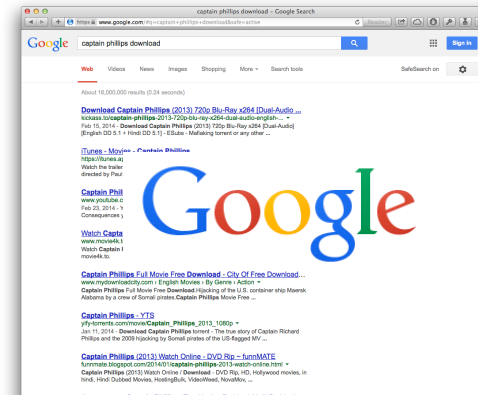 captain phillips download - Google Search
https www.google.com/#q=captain+phillips+download&safe=active
Reader
Google
captain phillips download
Sign in
Web Videos News Images Shopping More Search tools SafeSearch on
About 16,000,000 results (0.24 seconds)
Download Captain Phillips (2013) 720p Blu-Ray x264 [Dual-Audio ...
kickass.to/captain-phillips-2013-720p-blu-ray-x264-dual-audio-english-...
Feb 15, 2014 - Download Captain Phillips (2013) 720p Blu-Ray x264 [Dual-Audio]
[English DD 5.1 + Hindi DD 5.1] - ESubs - Mafiaking torrent or any other ...
iTunes - Movies - Captain Phillips
https://itunes.ap
Watch the trailer
directed by Paul
Captain Phil
www.youtube.c
Feb 23, 2014 -
Consequences
Watch Capta
www.movie4k.t
Watch Captain
movie4k.to.
Google
Captain Phillips Full Movie Free Download - City Of Free Download...
www.mydownloadcity.com › English Movies › By Genre › Action
Captain Phillips Full Movie Free Download.Hijacking of the U.S. container ship Maersk
Alabama by a crew of Somali pirates.Captain Phillips Movie Free ...
Captain Phillips - YTS
yify-torrents.com/movie/Captain_Phillips_2013_1080p
Jan 11, 2014 - Download Captain Phillips torrent - The true story of Captain Richard
Phillips and the 2009 hijacking by Somali pirates of the US-flagged MV ...
Captain Phillips (2013) Watch Online - DVD Rip – funnMATE
funnmate.blogspot.com/2014/01/captain-phillips-2013-watch-online.html
Captain Phillips (2013) Watch Online / Download - DVD Rip, HD, Hollywood movies, in
hindi, Hindi Dubbed Movies, HostingBulk, VideoWeed, NovaMov, ...